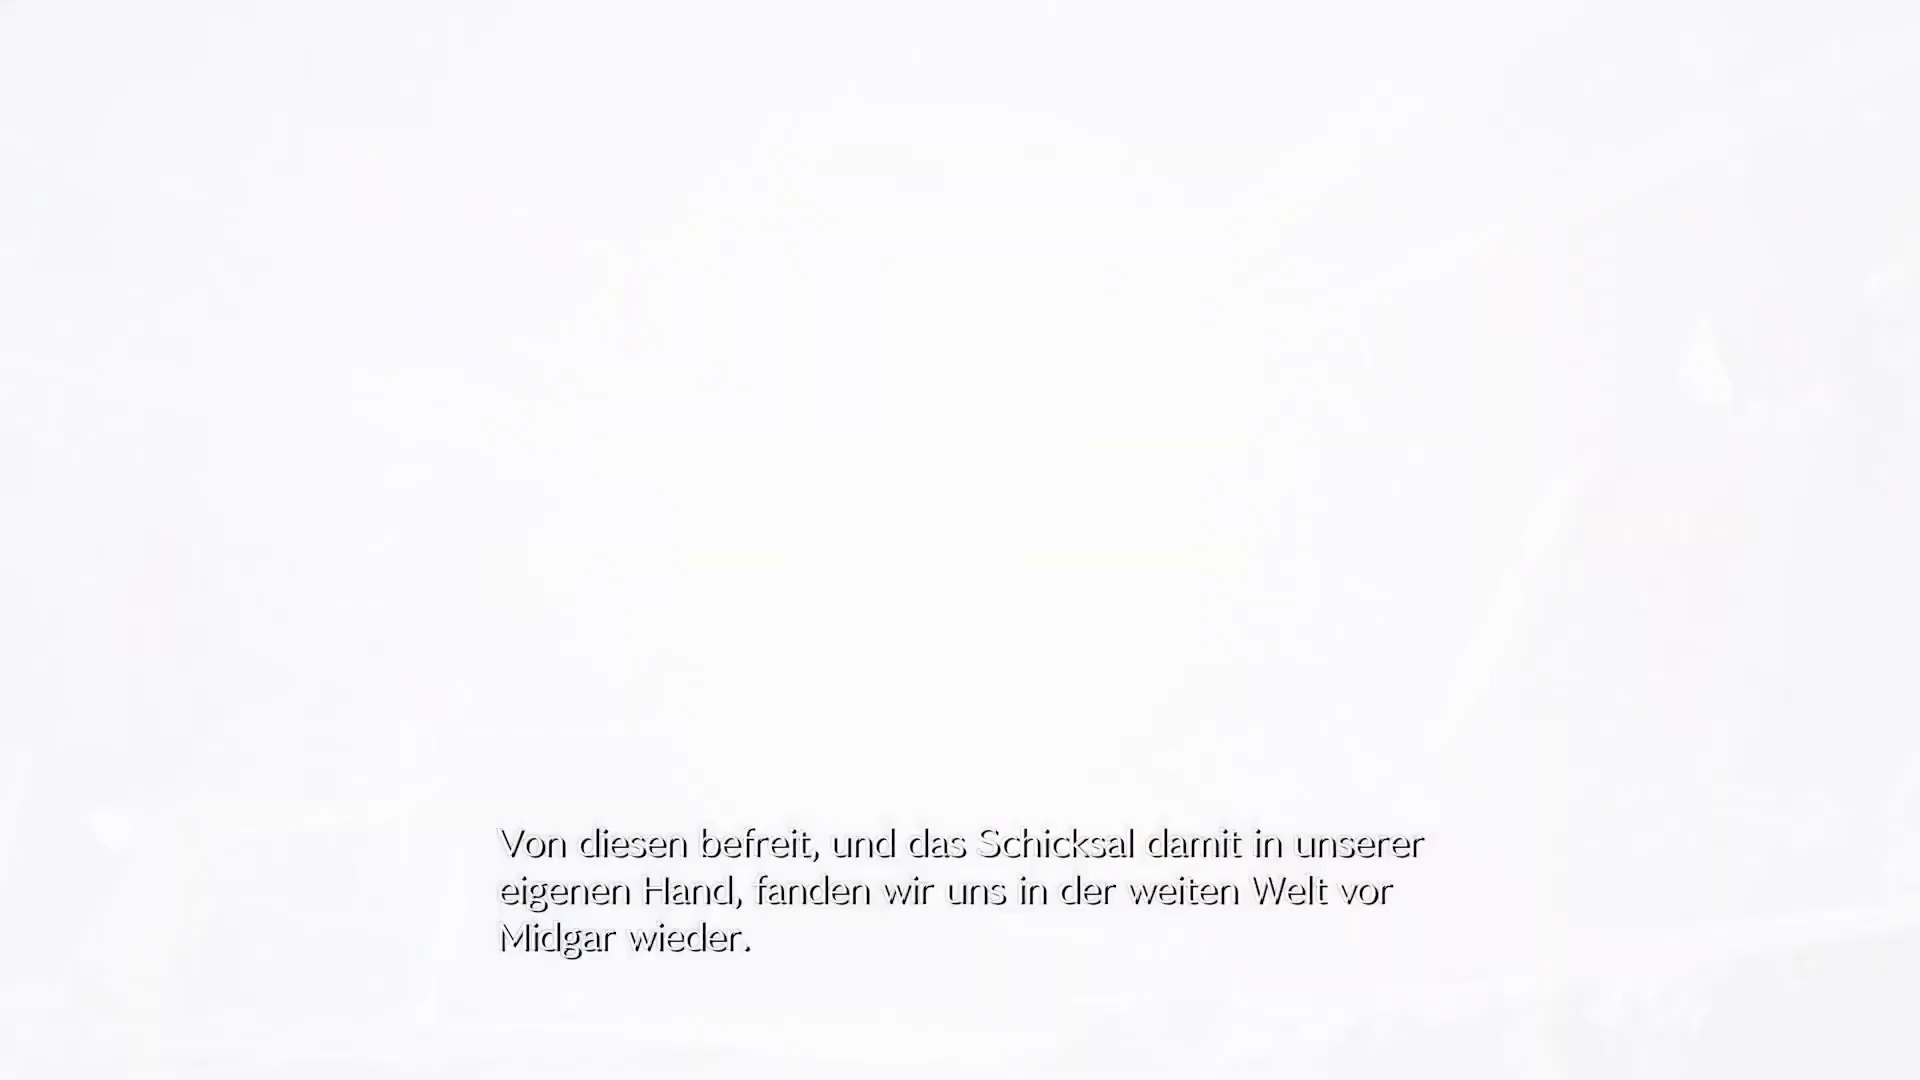 Von diesen befreit, und das Schicksal damit in unserer
eigenen Hand, fanden wir uns in der weiten Welt vor
Midgar wieder.